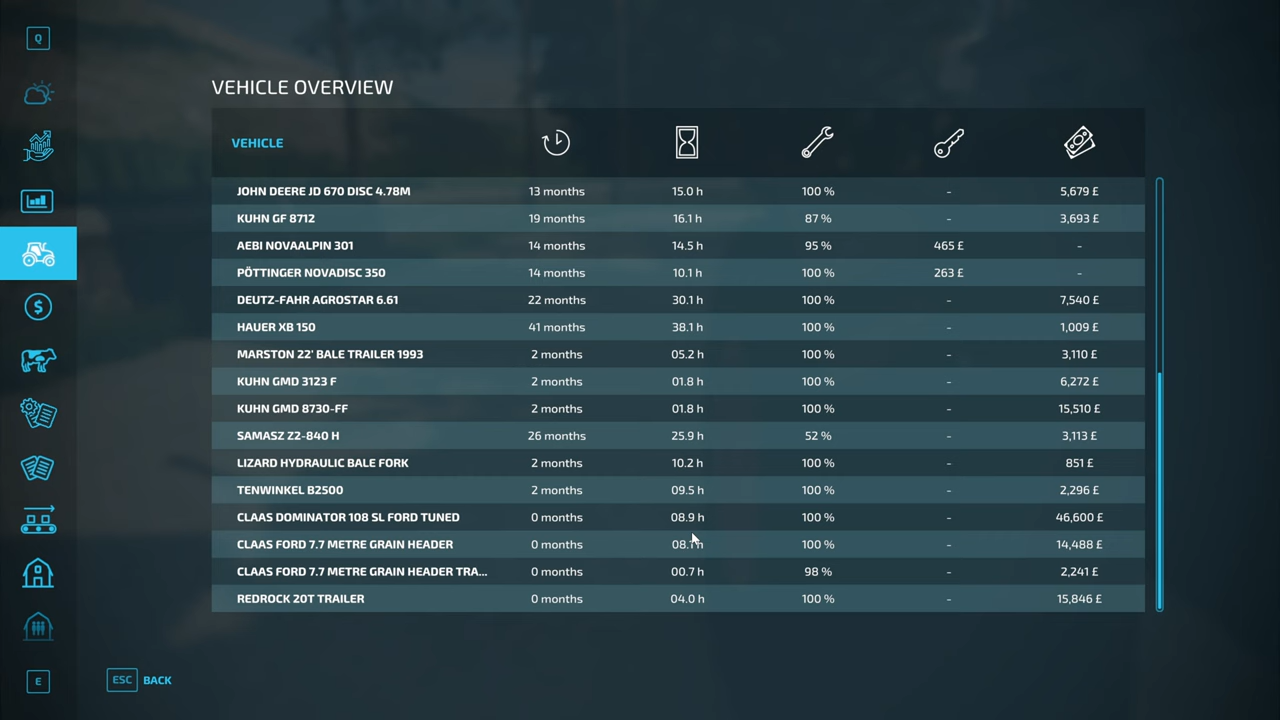 Q
VEHICLE OVERVIEW
VEHICLE
JOHN DEERE JD 670 DISC 4.78M 13 months 15.0 h 100 % - 5,679 £
KUHN GF 8712 19 months 16.1 h 87 % - 3,693 £
AEBI NOVAALPIN 301 14 months 14.5 h 95 % 465 £ -
PÖTTINGER NOVADISC 350 14 months 10.1 h 100 % 263 £ -
DEUTZ-FAHR AGROSTAR 6.61 22 months 30.1 h 100 % - 7,540 £
HAUER XB 150 41 months 38.1 h 100 % - 1,009 £
MARSTON 22' BALE TRAILER 1993 2 months 05.2 h 100 % - 3,110 £
KUHN GMD 3123 F 2 months 01.8 h 100 % - 6,272 £
KUHN GMD 8730-FF 2 months 01.8 h 100 % - 15,510 £
SAMASZ Z2-840 H 26 months 25.9 h 52 % - 3,113 £
LIZARD HYDRAULIC BALE FORK 2 months 10.2 h 100 % - 851 £
TENWINKEL B2500 2 months 09.5 h 100 % - 2,296 £
CLAAS DOMINATOR 108 SL FORD TUNED 0 months 08.9 h 100 % - 46,600 £
CLAAS FORD 7.7 METRE GRAIN HEADER 0 months 08.1 h 100 % - 14,488 £
CLAAS FORD 7.7 METRE GRAIN HEADER TRA... 0 months 00.7 h 98 % - 2,241 £
REDROCK 20T TRAILER 0 months 04.0 h 100 % - 15,846 £
E
ESC BACK